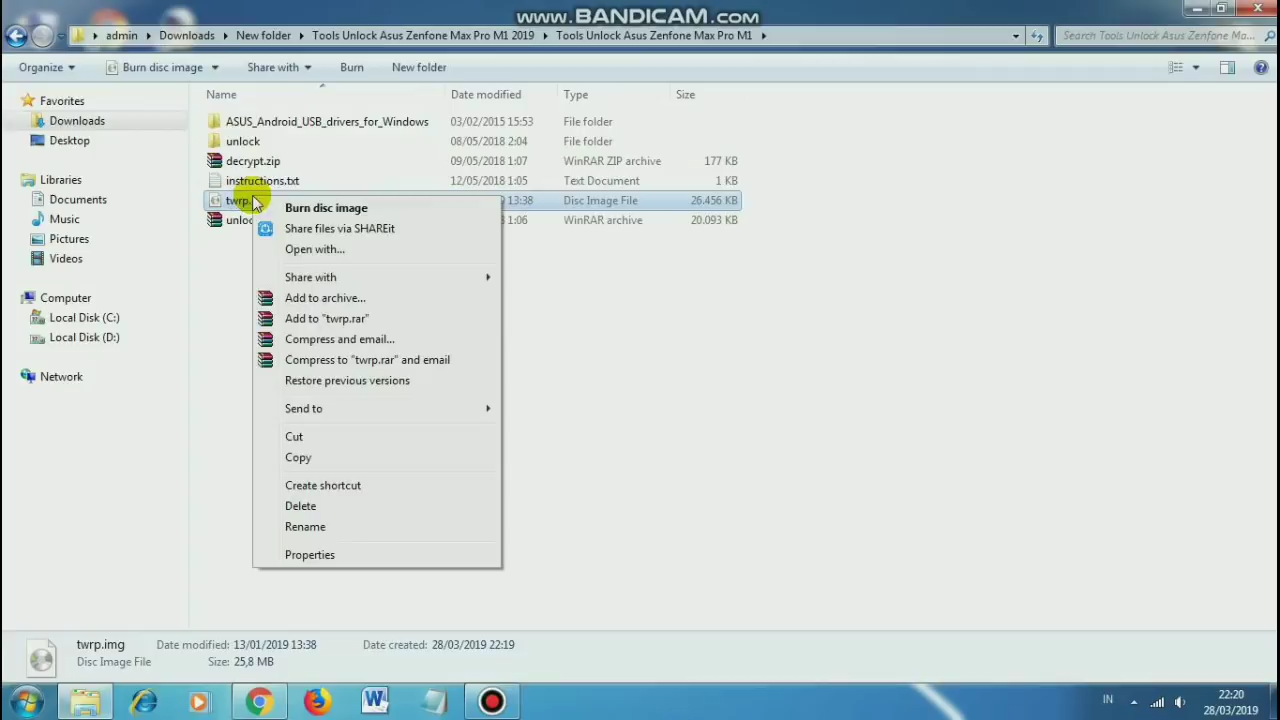 www.BANDICAM.com
admin Downloads New folder Tools Unlock Asus Zenfone Max Pro M1 2019 Tools Unlock Asus Zenfone Max Pro M1
Search Tools Unlock Asus Zenfone Ma...
Organize Burn disc image Share with Burn New folder
Name Date modified Type Size
Favorites
Downloads
Desktop
Libraries
Documents
Music
Pictures
Videos
Computer
Local Disk (C:)
Local Disk (D:)
Network
ASUS_Android_USB_drivers_for_Windows 03/02/2015 15:53 File folder
unlock 08/05/2018 2:04 File folder
decrypt.zip 09/05/2018 1:07 WinRAR ZIP archive 177 KB
instructions.txt 12/05/2018 1:05 Text Document 1 KB
twrp. 13:38 Disc Image File 26.456 KB
unloc 1:06 WinRAR archive 20.093 KB
Burn disc image
Share files via SHAREit
Open with...
Share with
Add to archive...
Add to "twrp.rar"
Compress and email...
Compress to "twrp.rar" and email
Restore previous versions
Send to
Cut
Copy
Create shortcut
Delete
Rename
Properties
twrp.img Date modified: 13/01/2019 13:38 Date created: 28/03/2019 22:19
Disc Image File Size: 25,8 MB
IN
22:20
28/03/2019